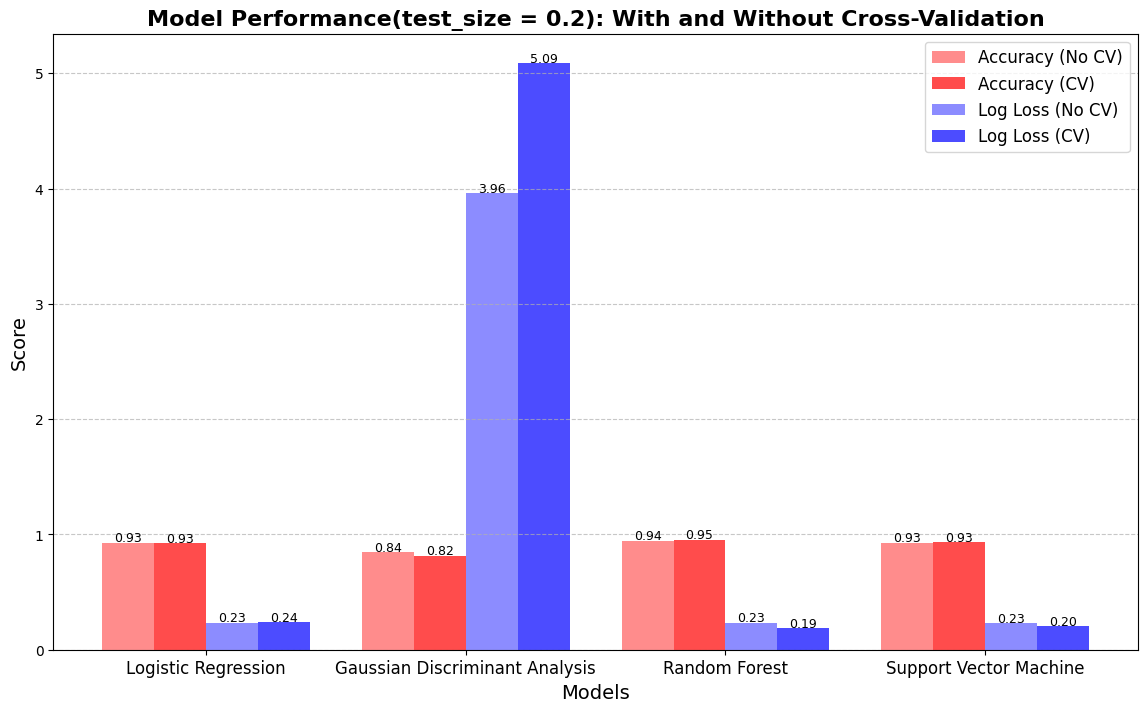 Model Performance(test_size = 0.2): With and Without Cross-Validation
Accuracy (No CV)
Accuracy (CV)
Log Loss (No CV)
Log Loss (CV)
Score
5
4
3
2
1
0
0.93
0.93
0.23
0.24
0.84
0.82
3.96
5.09
0.94
0.95
0.23
0.19
0.93
0.93
0.23
0.20
Logistic Regression
Gaussian Discriminant Analysis
Random Forest
Support Vector Machine
Models